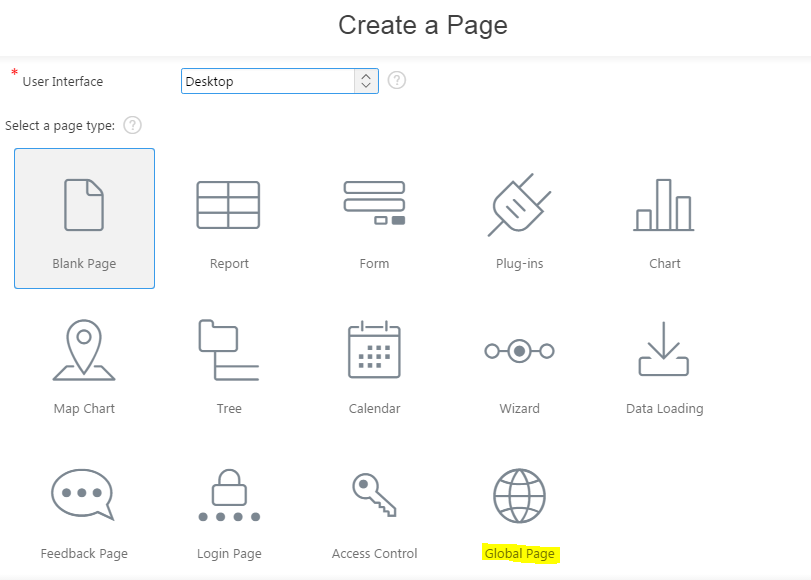 Create a Page
* User Interface
Desktop
?
Select a page type: ?
Blank Page
Report
Form
Plug-ins
Chart
Map Chart
Tree
Calendar
Wizard
Data Loading
Feedback Page
Login Page
Access Control
Global Page